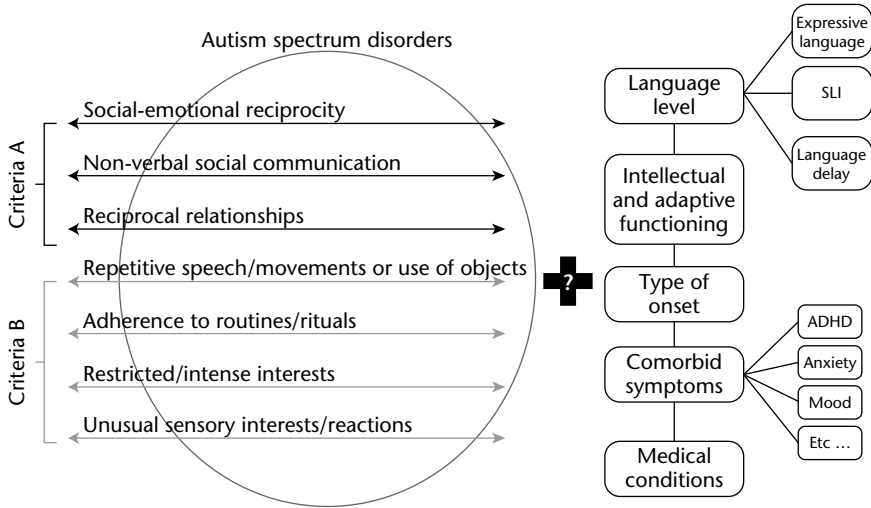 Autism spectrum disorders
Criteria A
Social-emotional reciprocity
Non-verbal social communication
Reciprocal relationships
Criteria B
Repetitive speech/movements or use of objects
Adherence to routines/rituals
Restricted/intense interests
Unusual sensory interests/reactions
?
Language
level
Expressive
language
SLI
Language
delay
Intellectual
and adaptive
functioning
Type of
onset
Comorbid
symptoms
ADHD
Anxiety
Mood
Etc ...
Medical
conditions